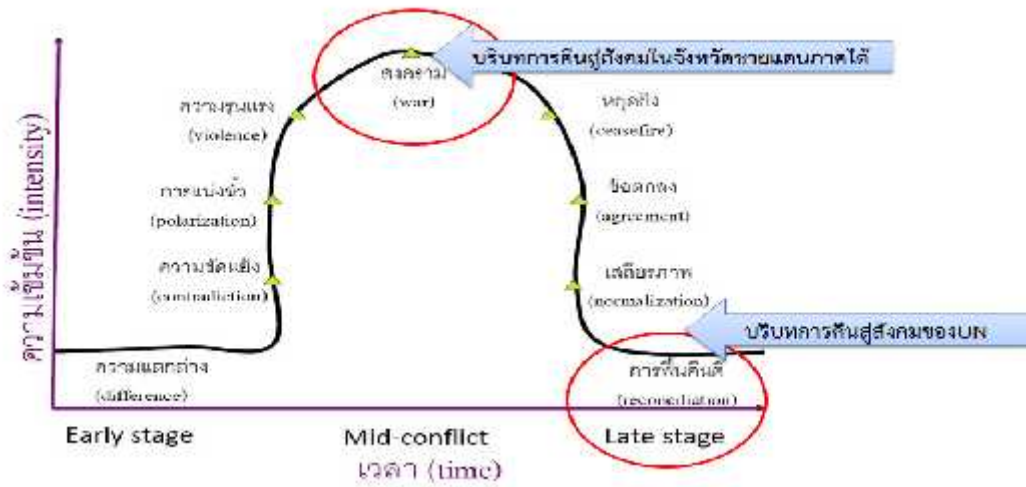 บริบทการคืนสู่สังคมในจังหวัดชายแดนภาคใต้
สงคราม
(war)
ความรุนแรง
(violence)
หยุดยิง
(ceasefire)
การแบ่งขั้ว
(polarization)
ข้อตกลง
(agreement)
ความขัดแย้ง
(contradiction)
เสถียรภาพ
(normalization)
บริบทการคืนสู่สังคมของUN
ความแตกต่าง
(difference)
การฟื้นคืนดี
(reconciliation)
ความเข้มข้น (intensity)
Early stage
Mid-conflict
Late stage
เวลา (time)